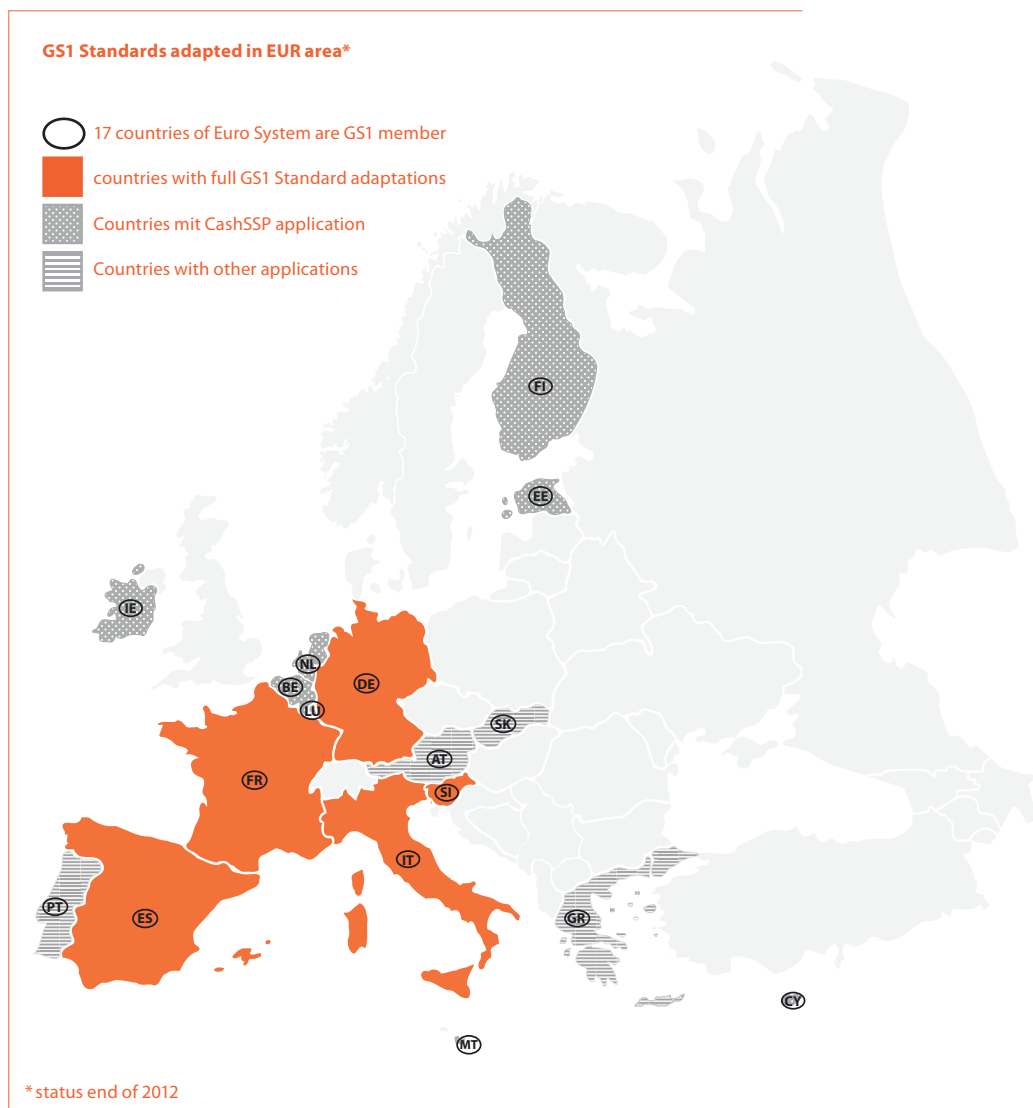 GS1 Standards adapted in EUR area*
17 countries of Euro System are GS1 member
countries with full GS1 Standard adaptations
Countries mit CashSSP application
Countries with other applications
FI
EE
IE
NL
BE
DE
LU
SK
AT
FR
SI
IT
PT
ES
GR
CY
MT
* status end of 2012